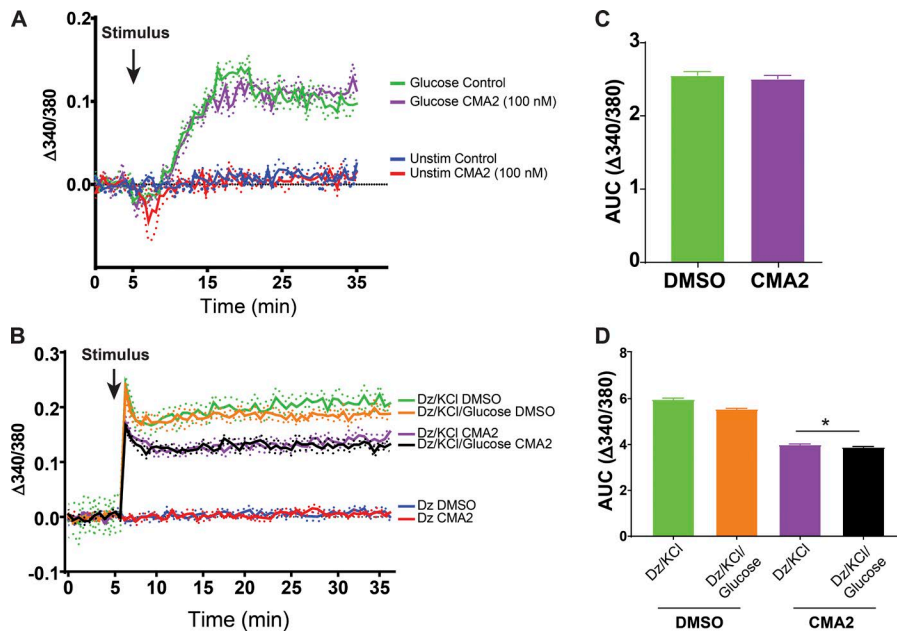 A
Stimulus
Δ340/380
0.2
0.1
0.0
0
5
15
25
35
Time (min)
Glucose Control
Glucose CMA2 (100 nM)
Unstim Control
Unstim CMA2 (100 nM)
C
AUC (Δ340/380)
3
2
1
0
DMSO
CMA2
B
Stimulus
Δ340/380
0.3
0.2
0.1
0.0
-0.1
0
5
10
15
20
25
30
35
Time (min)
Dz/KCl DMSO
Dz/KCl/Glucose DMSO
Dz/KCl CMA2
Dz/KCl/Glucose CMA2
Dz DMSO
Dz CMA2
D
AUC (Δ340/380)
8
6
4
2
0
*
Dz/KCl
Dz/KCl/
Glucose
Dz/KCl
Dz/KCl/
Glucose
DMSO
CMA2